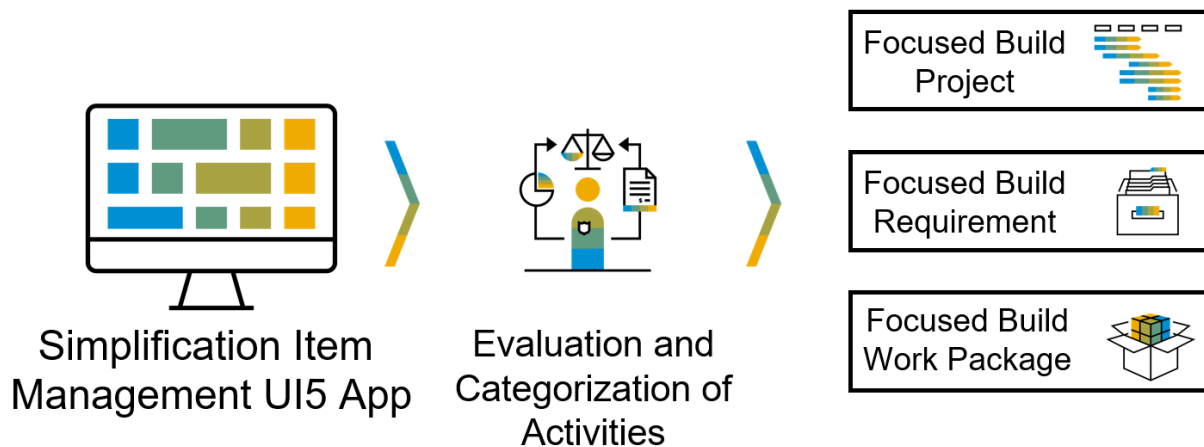 Simplification Item
Management UI5 App
Evaluation and
Categorization of
Activities
Focused Build
Project
Focused Build
Requirement
Focused Build
Work Package